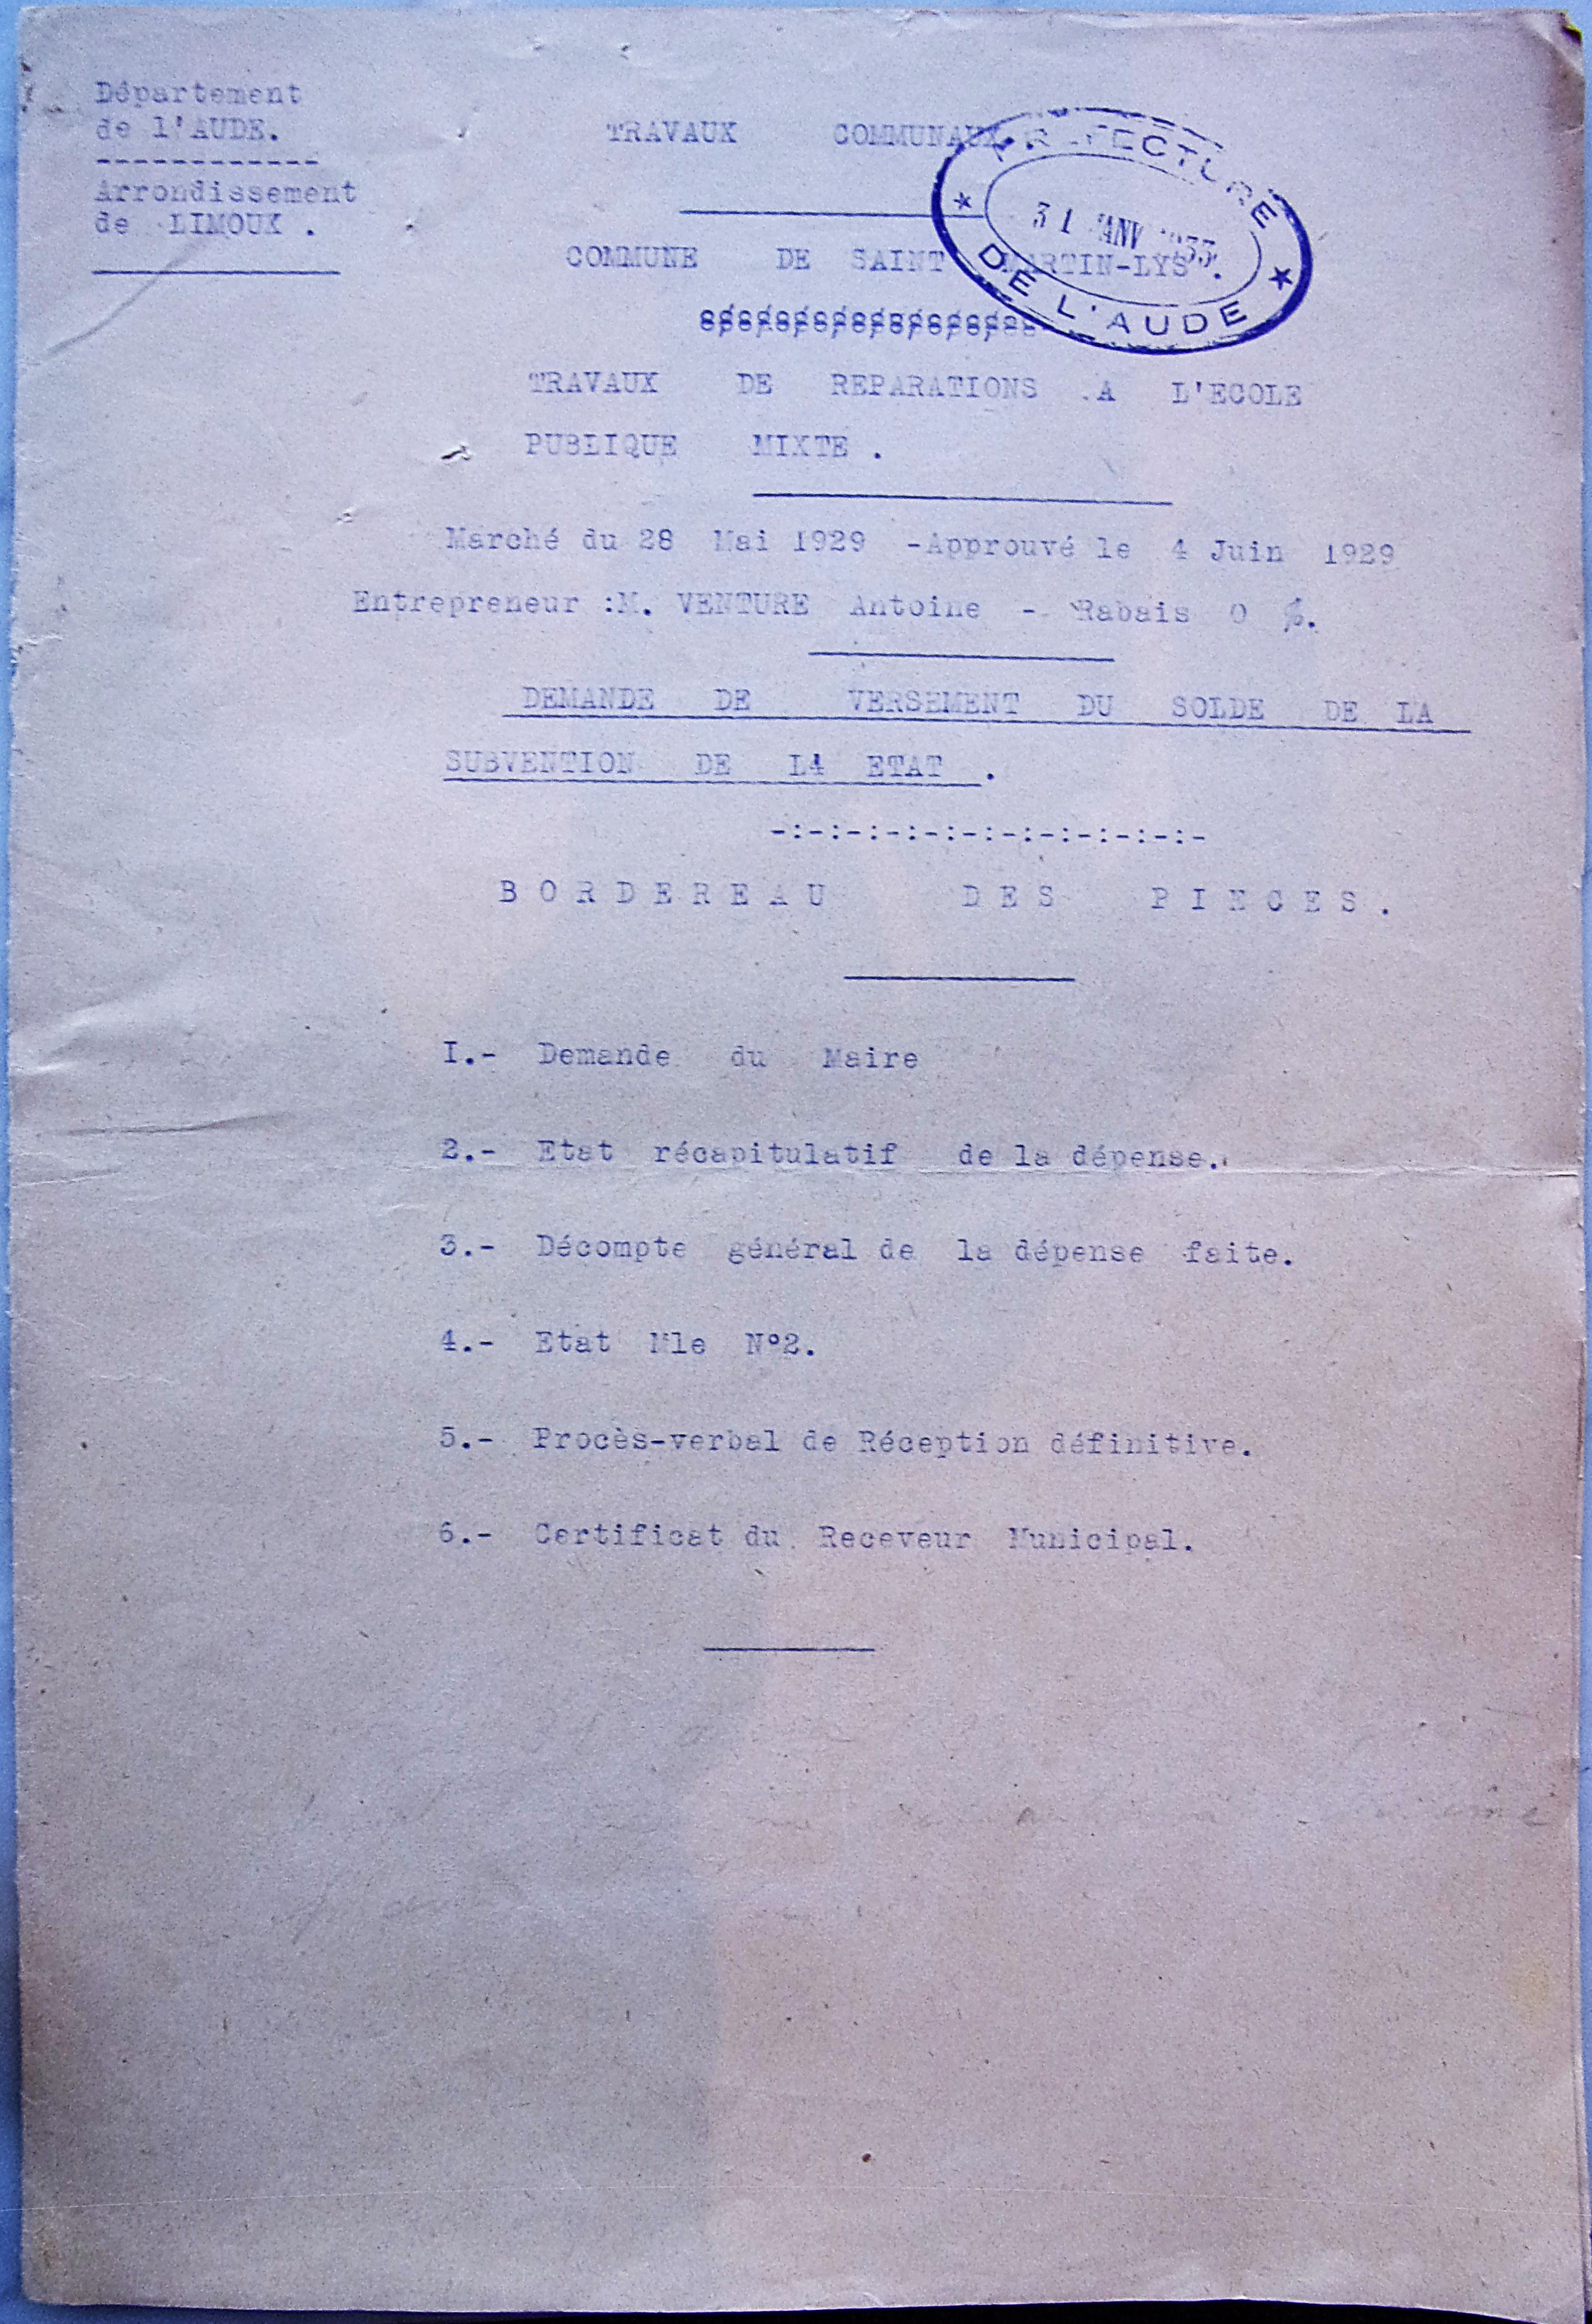 Département
de l'AUDE.
------------
Arrondissement
de LIMOUX .
TRAVAUX COMMUNAUX.
PREFECTURE
31 JANV 1933
DE L'AUDE
COMMUNE DE SAINT MARTIN-LYS .
TRAVAUX DE REPARATIONS A L'ECOLE
PUBLIQUE MIXTE .
Marché du 28 Mai 1929 -Approuvé le 4 Juin 1929
Entrepreneur :M. VENTURE Antoine - Rabais 0 %.
DEMANDE DE VERSEMENT DU SOLDE DE LA
SUBVENTION DE L4 ETAT .
-:-:-:-:-:-:-:-:-:-:-:-
BORDEREAU DES PIECES.
I.- Demande du Maire
2.- Etat récapitulatif de la dépense.
3.- Décompte général de la dépense faite.
4.- Etat Mle N°2.
5.- Procès-verbal de Réception définitive.
6.- Certificat du Receveur Municipal.